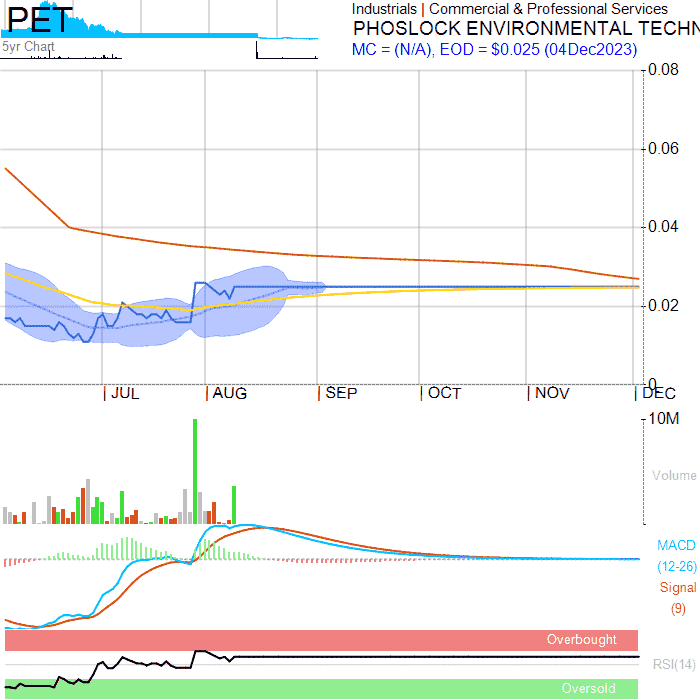 PET
Industrials | Commercial & Professional Services
PHOSLOCK ENVIRONMENTAL TECHN
MC = (N/A), EOD = $0.025 (04Dec2023)
5yr Chart
0.08
0.06
0.04
0.02
0
JUL AUG SEP OCT NOV DEC
10M
Volume
MACD
(12-26)
Signal
(9)
Overbought
RSI(14)
Oversold